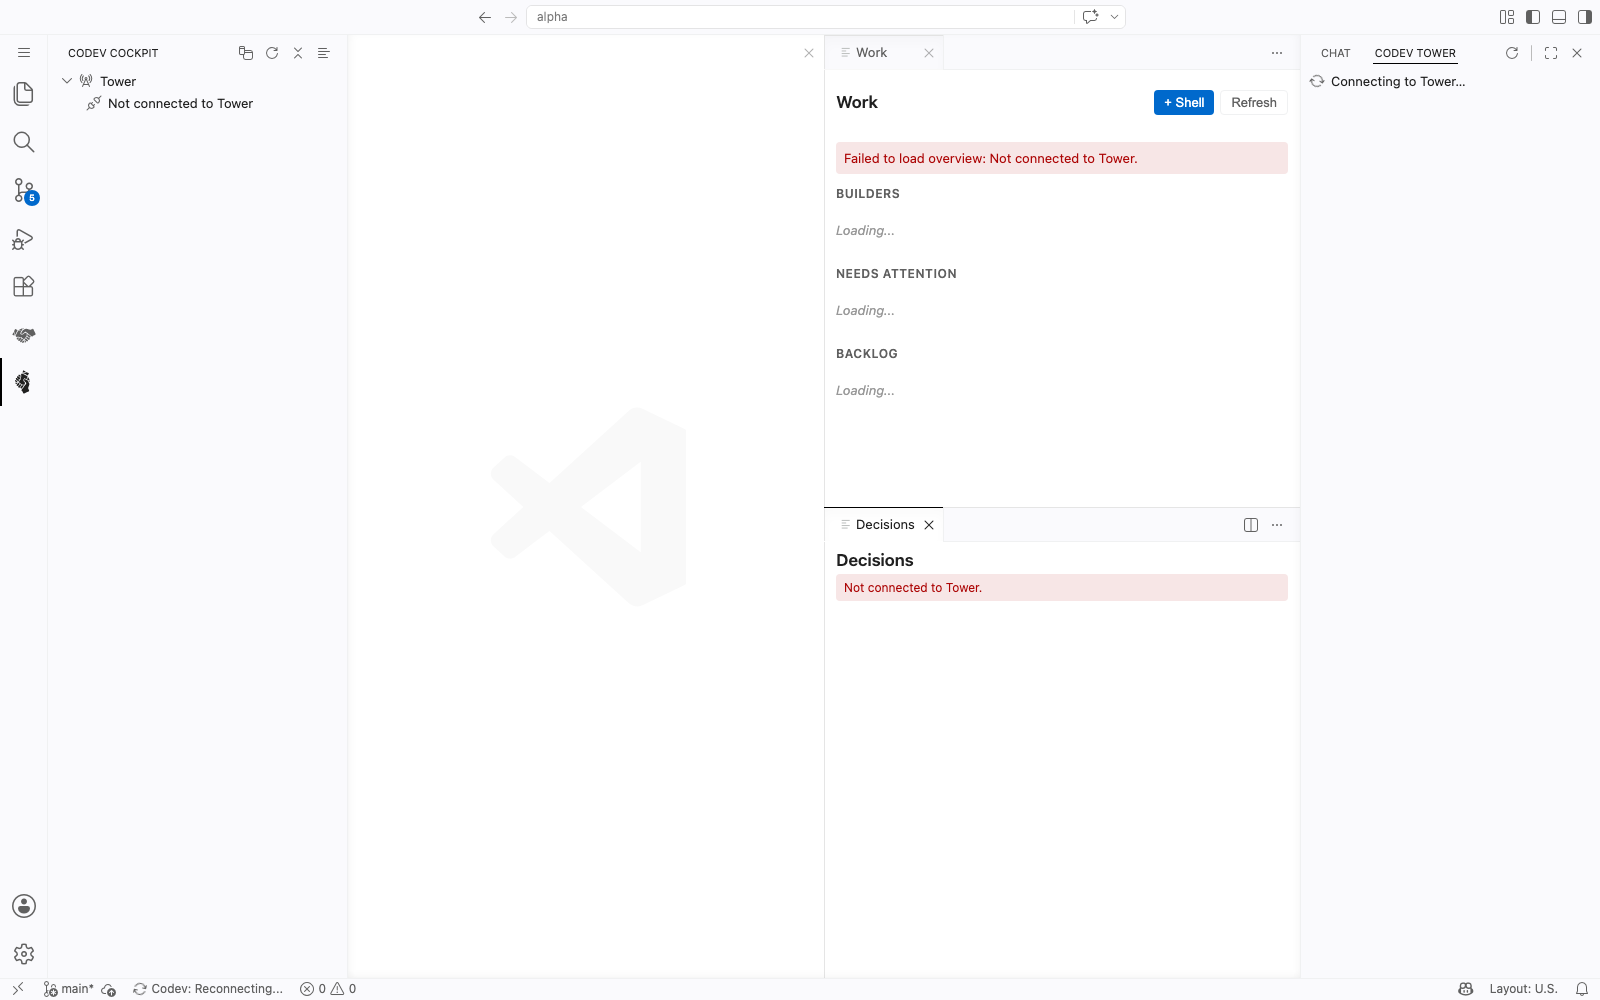 alpha
CODEV COCKPIT
Tower
Not connected to Tower
5
Work
Work
+ Shell
Refresh
Failed to load overview: Not connected to Tower.
BUILDERS
Loading...
NEEDS ATTENTION
Loading...
BACKLOG
Loading...
Decisions
Decisions
Not connected to Tower.
CHAT
CODEV TOWER
Connecting to Tower...
main*
Codev: Reconnecting...
0
0
Layout: U.S.